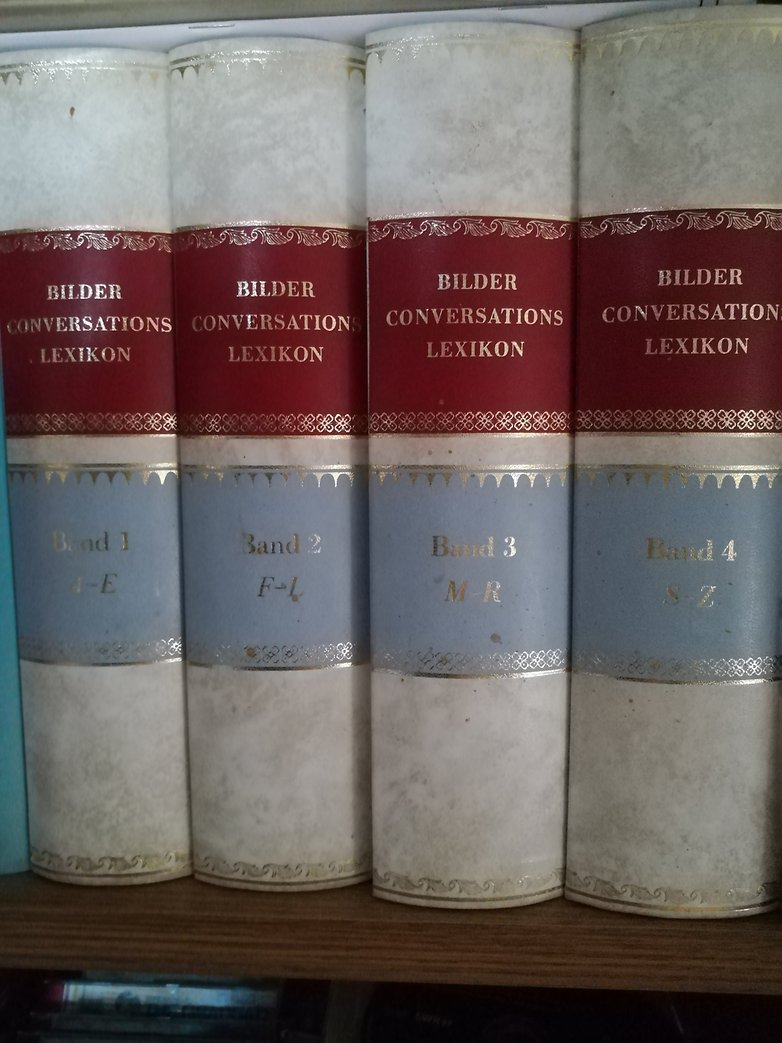 BILDER
CONVERSATIONS
LEXIKON
Band 1
A-E
BILDER
CONVERSATIONS
LEXIKON
Band 2
F-L
BILDER
CONVERSATIONS
LEXIKON
Band 3
M-R
BILDER
CONVERSATIONS
LEXIKON
Band 4
S-Z